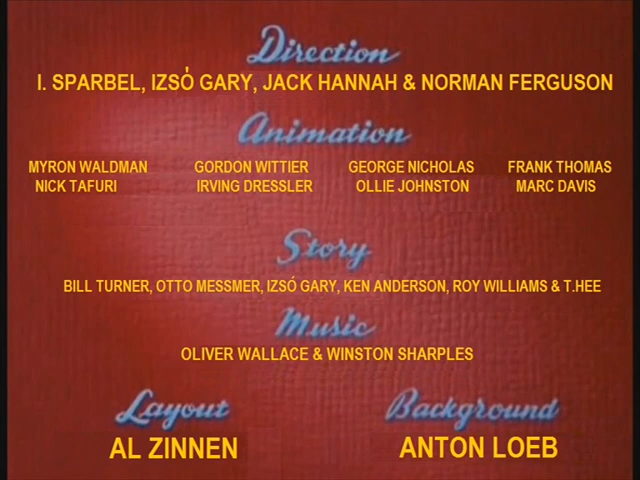 Direction
I. SPARBEL, IZSÓ GARY, JACK HANNAH & NORMAN FERGUSON
Animation
MYRON WALDMAN GORDON WITTIER GEORGE NICHOLAS FRANK THOMAS
NICK TAFURI IRVING DRESSLER OLLIE JOHNSTON MARC DAVIS
Story
BILL TURNER, OTTO MESSMER, IZSÓ GARY, KEN ANDERSON, ROY WILLIAMS & T.HEE
Music
OLIVER WALLACE & WINSTON SHARPLES
Layout Background
AL ZINNEN ANTON LOEB